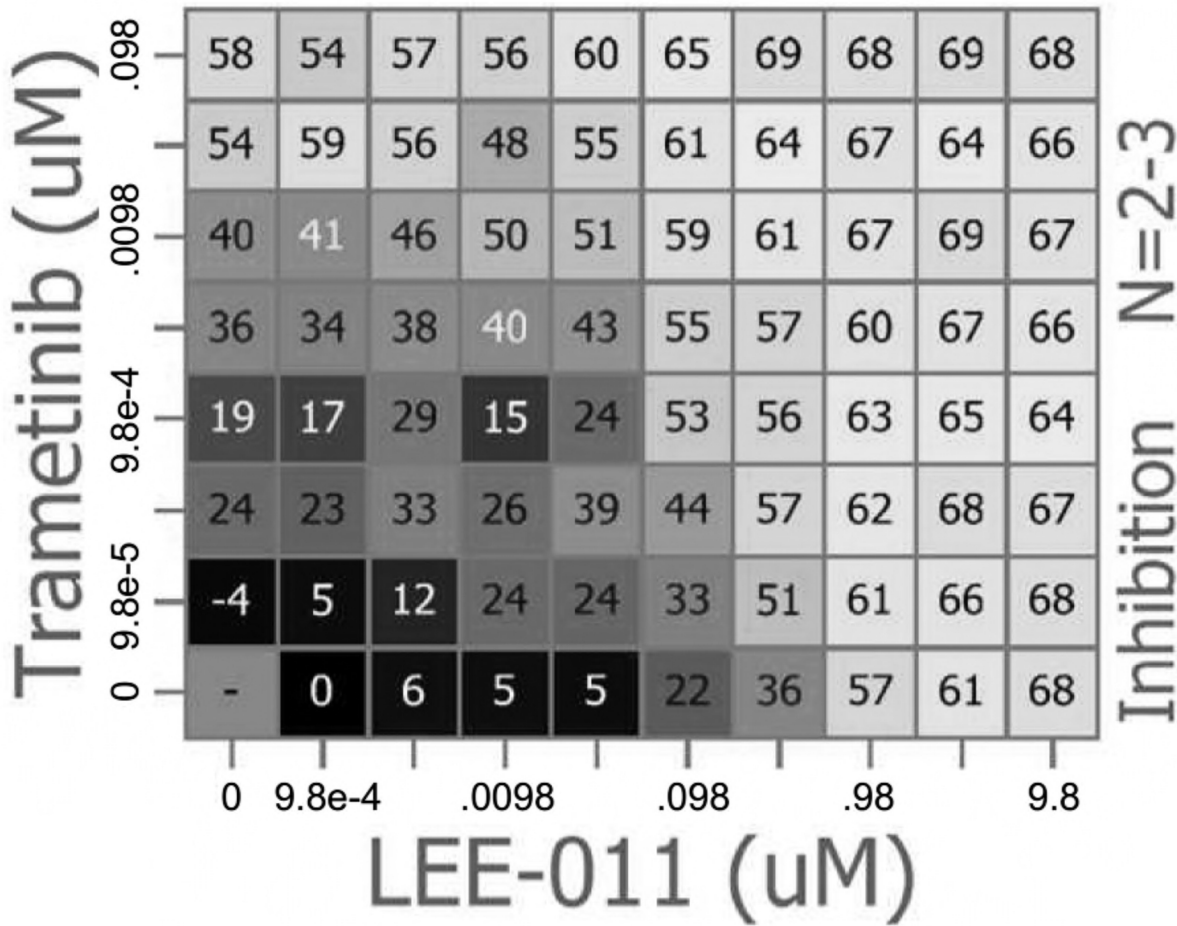 Trametinib (uM)
.098 58 54 57 56 60 65 69 68 69 68
54 59 56 48 55 61 64 67 64 66
.0098 40 41 46 50 51 59 61 67 69 67
36 34 38 40 43 55 57 60 67 66
9.8e-4 19 17 29 15 24 53 56 63 65 64
24 23 33 26 39 44 57 62 68 67
9.8e-5 -4 5 12 24 24 33 51 61 66 68
0 - 0 6 5 5 22 36 57 61 68
0 9.8e-4 .0098 .098 .98 9.8
LEE-011 (uM)
Inhibition N=2-3